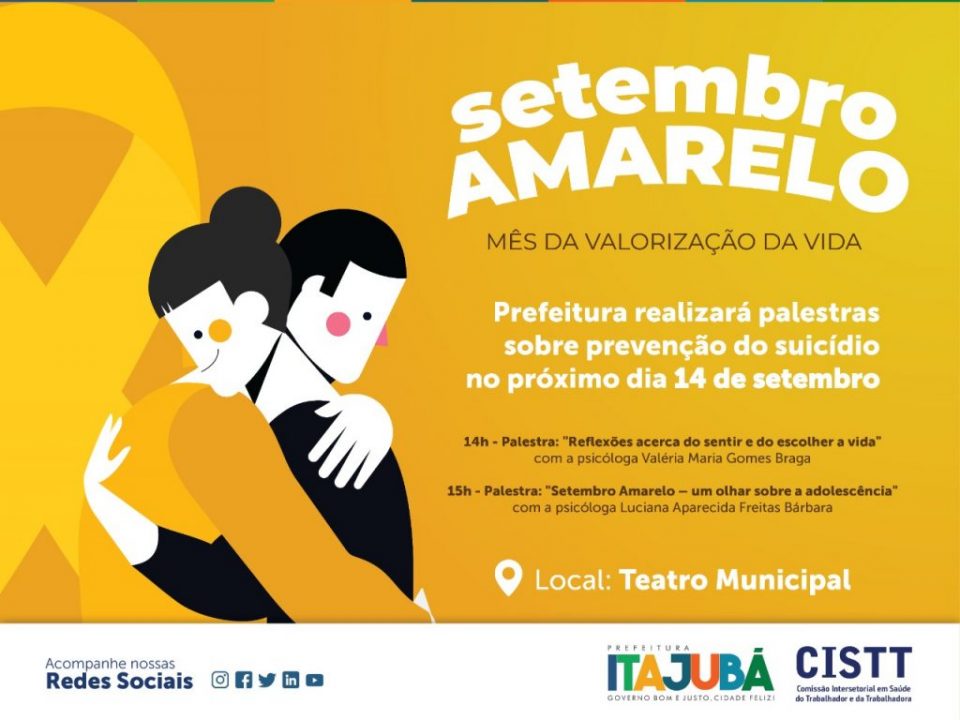 setembro
AMARELO
MÊS DA VALORIZAÇÃO DA VIDA
Prefeitura realizará palestras
sobre prevenção do suicídio
no próximo dia 14 de setembro
14h - Palestra: "Reflexões acerca do sentir e do escolher a vida"
com a psicóloga Valéria Maria Gomes Braga
15h - Palestra: "Setembro Amarelo – um olhar sobre a adolescência"
com a psicóloga Luciana Aparecida Freitas Bárbara
Local: Teatro Municipal
Acompanhe nossas
Redes Sociais
PREFEITURA
ITAJUBÁ
GOVERNO BOM E JUSTO, CIDADE FELIZ!
CISTT
Comissão Intersetorial em Saúde
do Trabalhador e da Trabalhadora